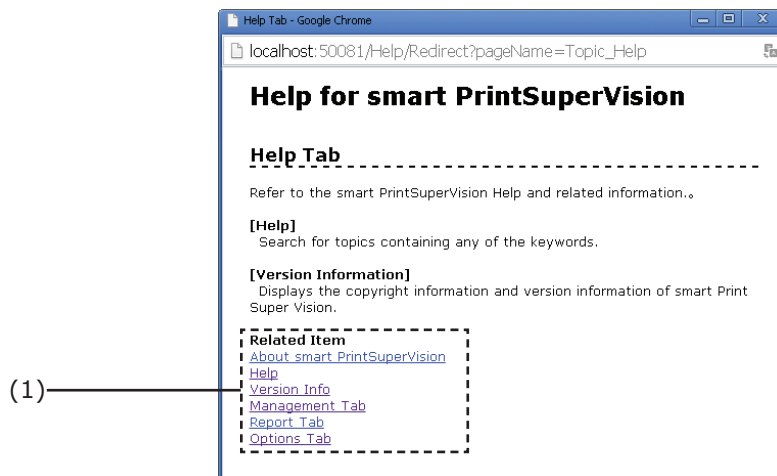 Help Tab - Google Chrome
localhost:50081/Help/Redirect?pageName=Topic_Help
Help for smart PrintSuperVision
Help Tab
Refer to the smart PrintSuperVision Help and related information.。
[Help]
Search for topics containing any of the keywords.
[Version Information]
Displays the copyright information and version information of smart Print
Super Vision.
Related Item
About smart PrintSuperVision
Help
(1)
Version Info
Management Tab
Report Tab
Options Tab